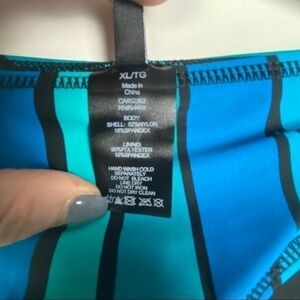 XL/TG
Made in
China
BODY:
SHELL: 82%NYLON
18%SPANDEX
LINING:
90%POLYESTER
10%SPANDEX
HAND WASH COLD
SEPARATELY
DO NOT BLEACH
LINE DRY
DO NOT IRON
DO NOT DRY CLEAN